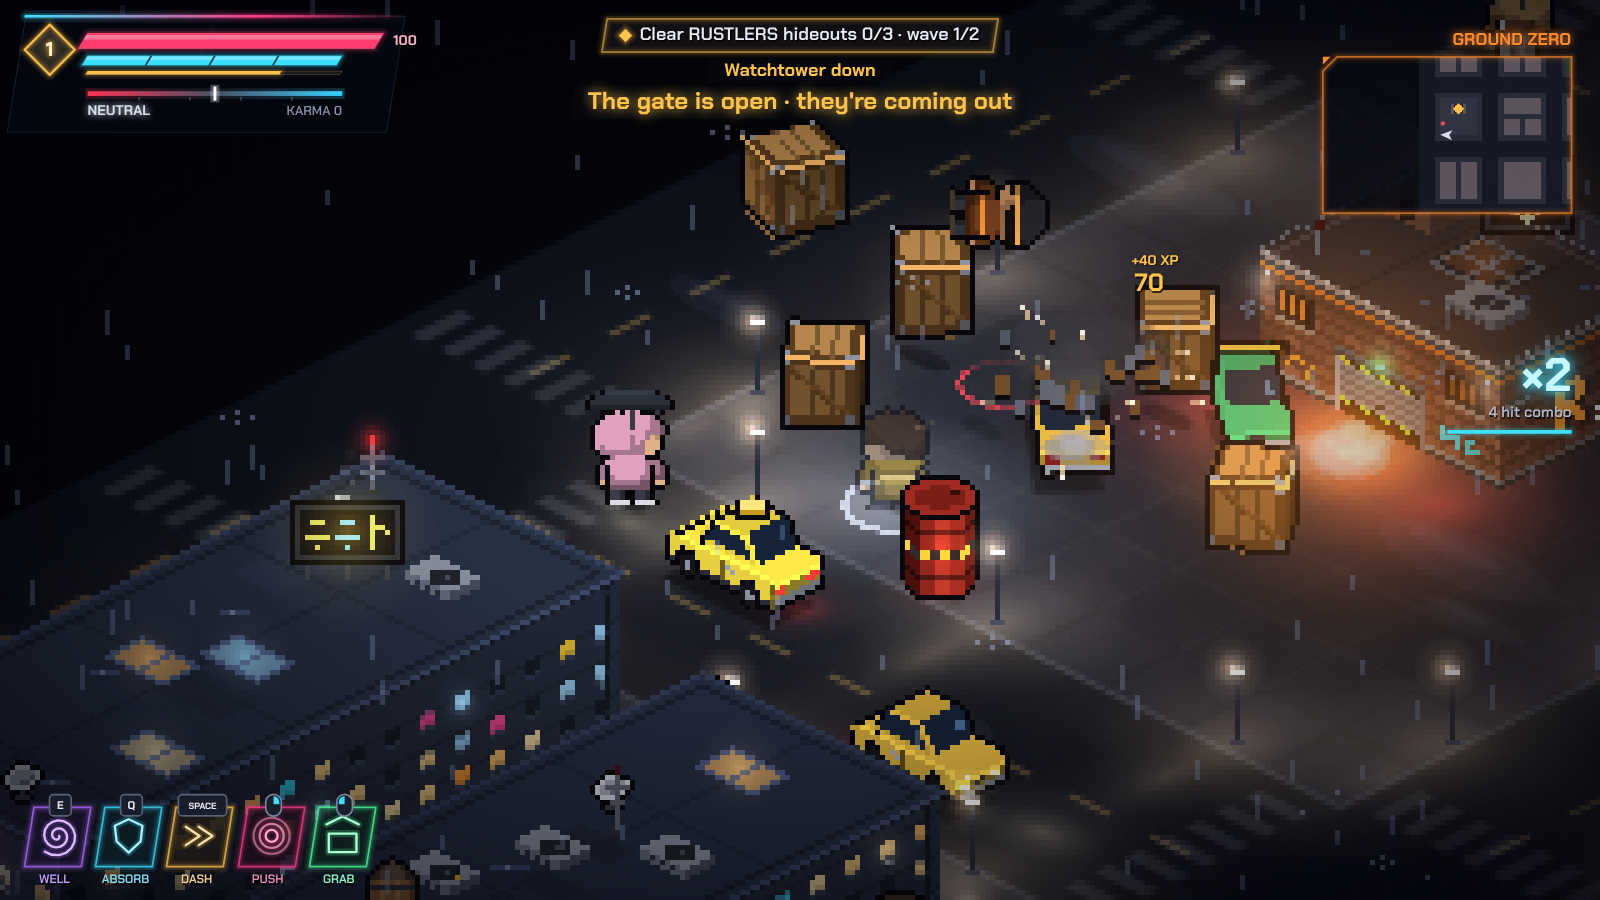 1
100
NEUTRAL
KARMA 0
Clear RUSTLERS hideouts 0/3 · wave 1/2
Watchtower down
The gate is open · they're coming out
GROUND ZERO
+40 XP
70
×2
4 hit combo
E
Q
SPACE
WELL
ABSORB
DASH
PUSH
GRAB